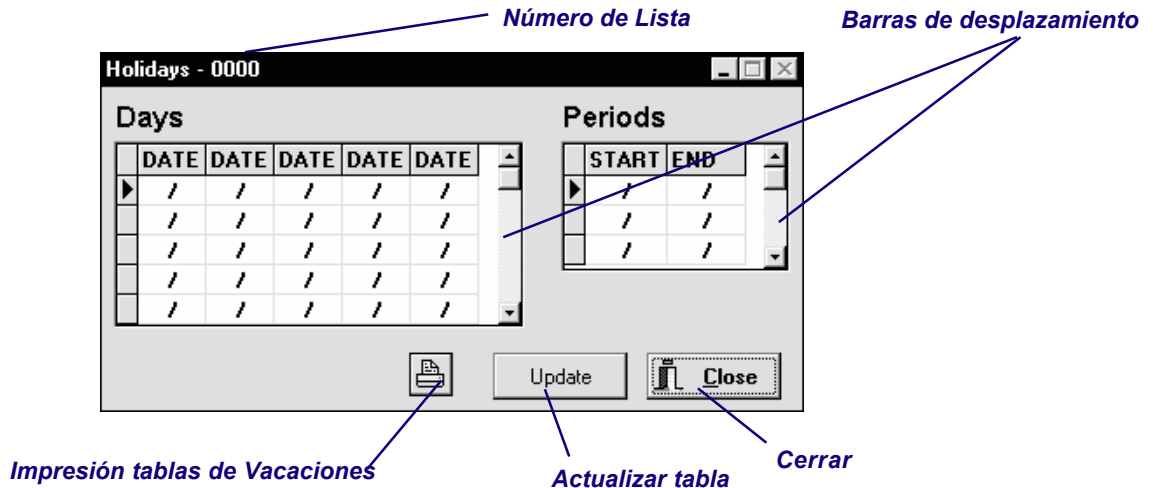 Número de Lista
Barras de desplazamiento
Holidays - 0000
Days
Periods
DATE DATE DATE DATE DATE
START END
/ / / / /
/ /
/ / / / /
/ /
/ / / / /
/ /
/ / / / /
/ / / / /
Update
Close
Impresión tablas de Vacaciones
Actualizar tabla
Cerrar